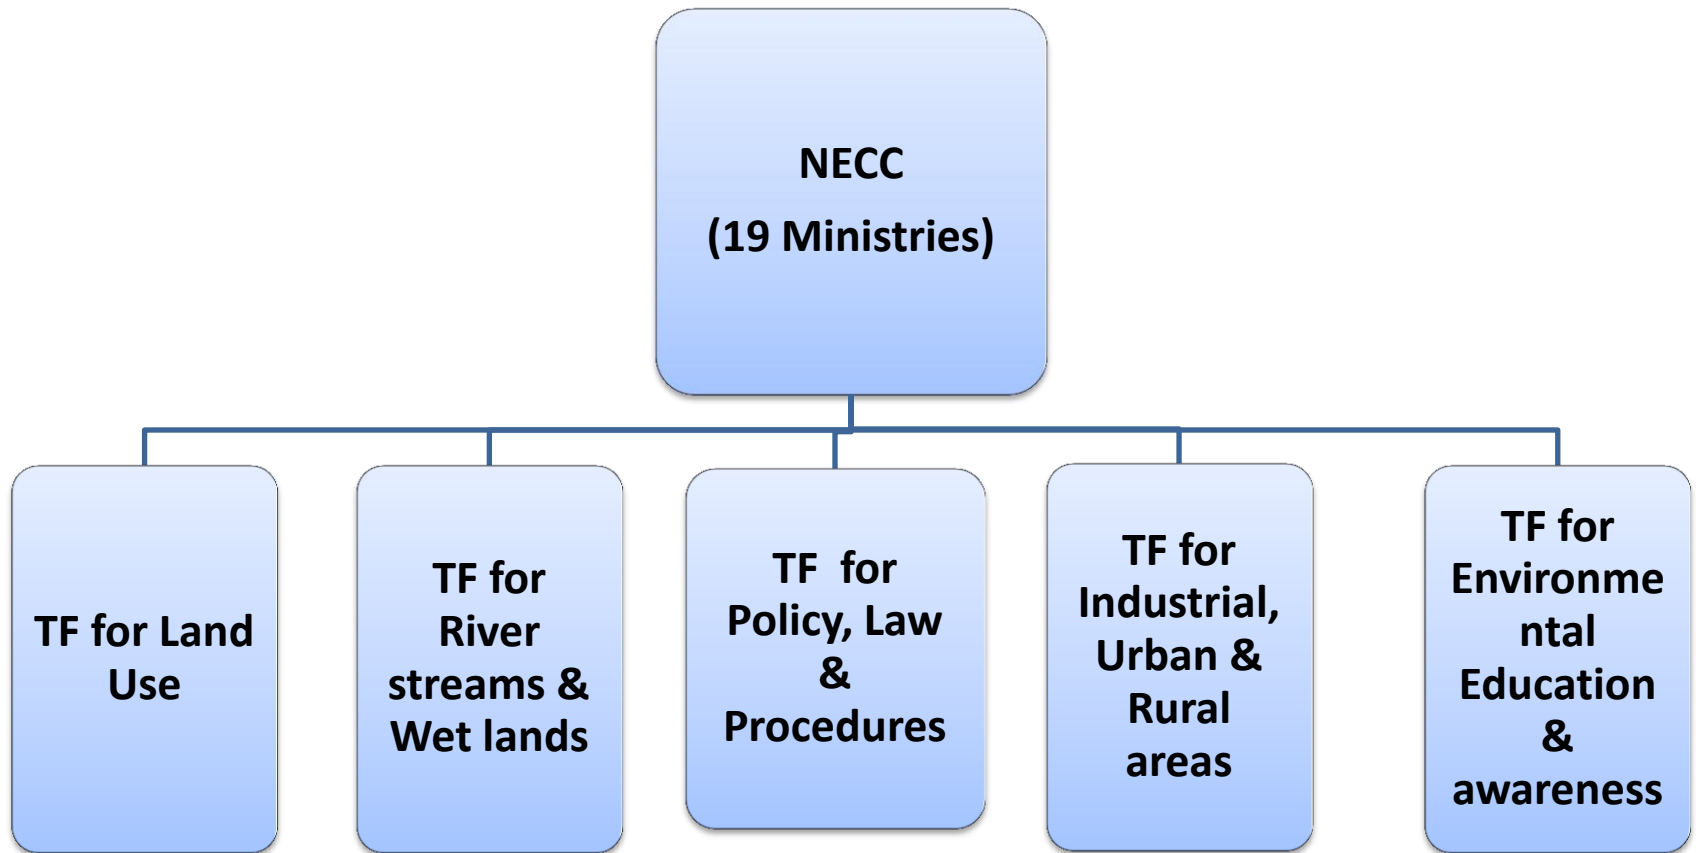 NECC
(19 Ministries)
TF for Land
Use
TF for
River
streams &
Wet lands
TF  for
Policy, Law
&
Procedures
TF for
Industrial,
Urban &
Rural
areas
TF for
Environme
ntal
Education
&
awareness